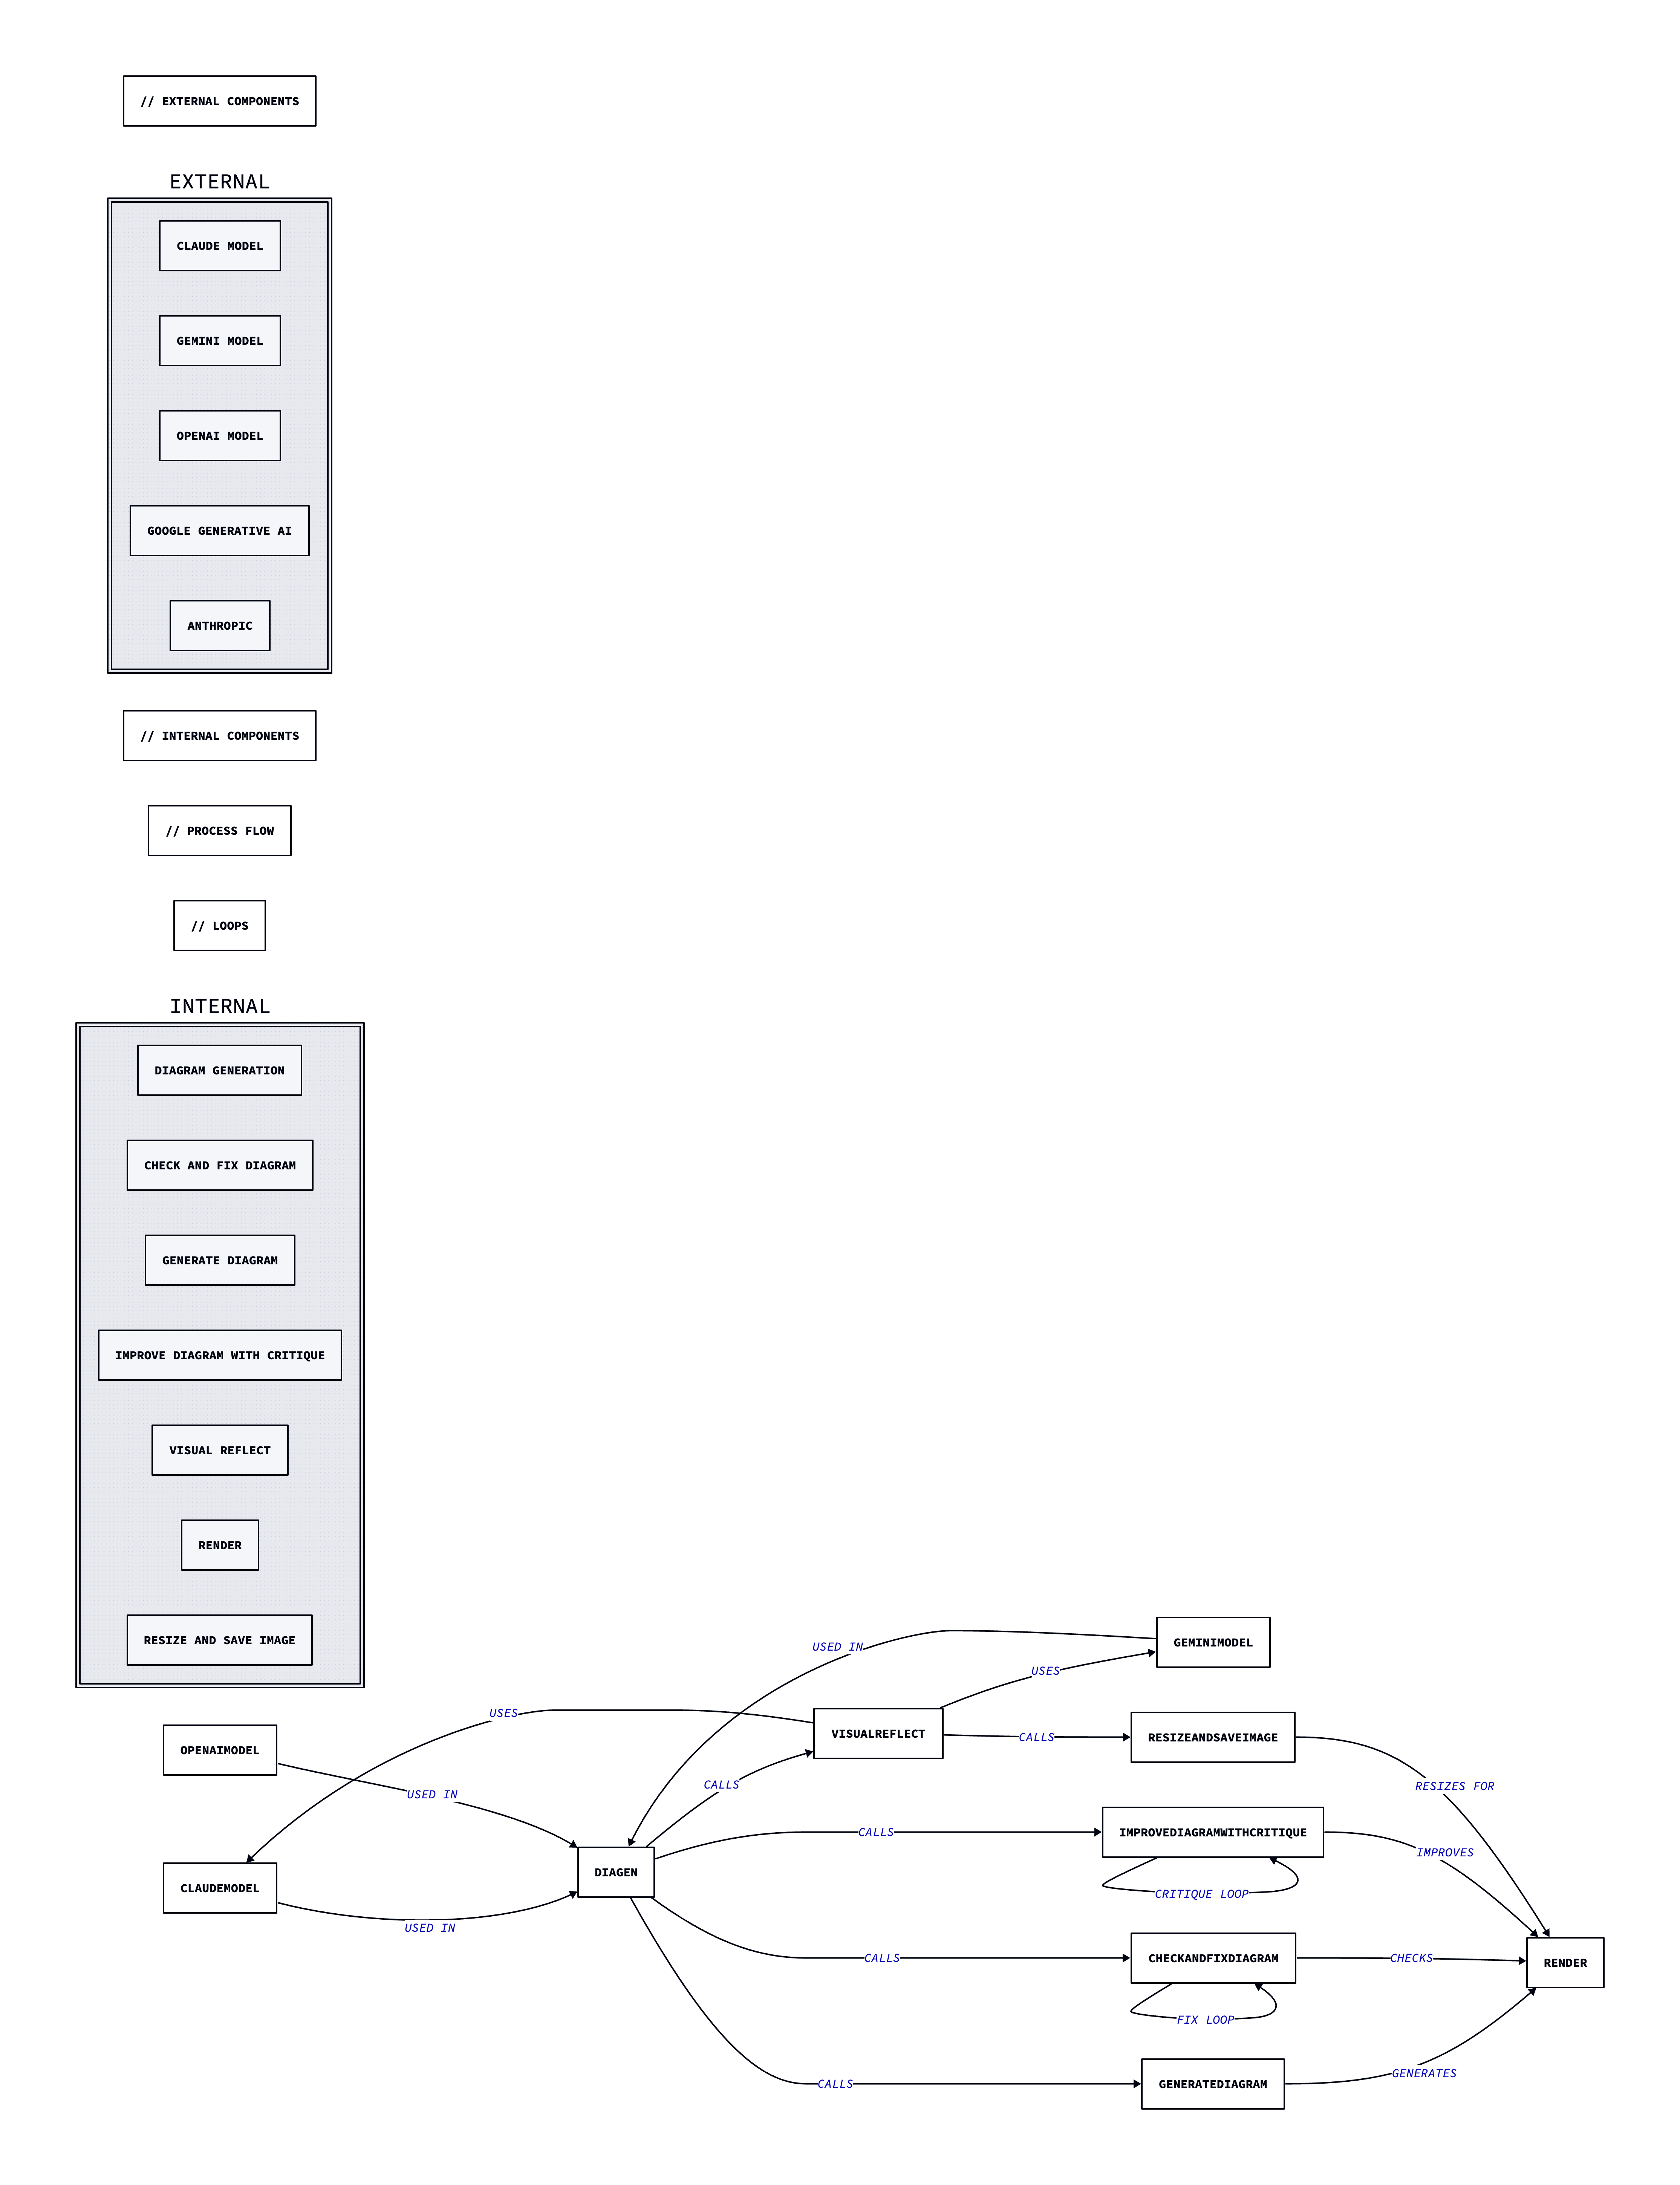 // EXTERNAL COMPONENTS
EXTERNAL
CLAUDE MODEL
GEMINI MODEL
OPENAI MODEL
GOOGLE GENERATIVE AI
ANTHROPIC
// INTERNAL COMPONENTS
// PROCESS FLOW
// LOOPS
INTERNAL
DIAGRAM GENERATION
CHECK AND FIX DIAGRAM
GENERATE DIAGRAM
IMPROVE DIAGRAM WITH CRITIQUE
VISUAL REFLECT
RENDER
RESIZE AND SAVE IMAGE
GEMINIMODEL
USED IN
USES
USES
VISUALREFLECT
CALLS
RESIZEANDSAVEIMAGE
OPENAIMODEL
USED IN
CALLS
RESIZES FOR
CALLS
IMPROVEDIAGRAMWITHCRITIQUE
IMPROVES
DIAGEN
CLAUDEMODEL
CRITIQUE LOOP
USED IN
CALLS
CHECKANDFIXDIAGRAM
CHECKS
RENDER
FIX LOOP
GENERATES
CALLS
GENERATEDIAGRAM